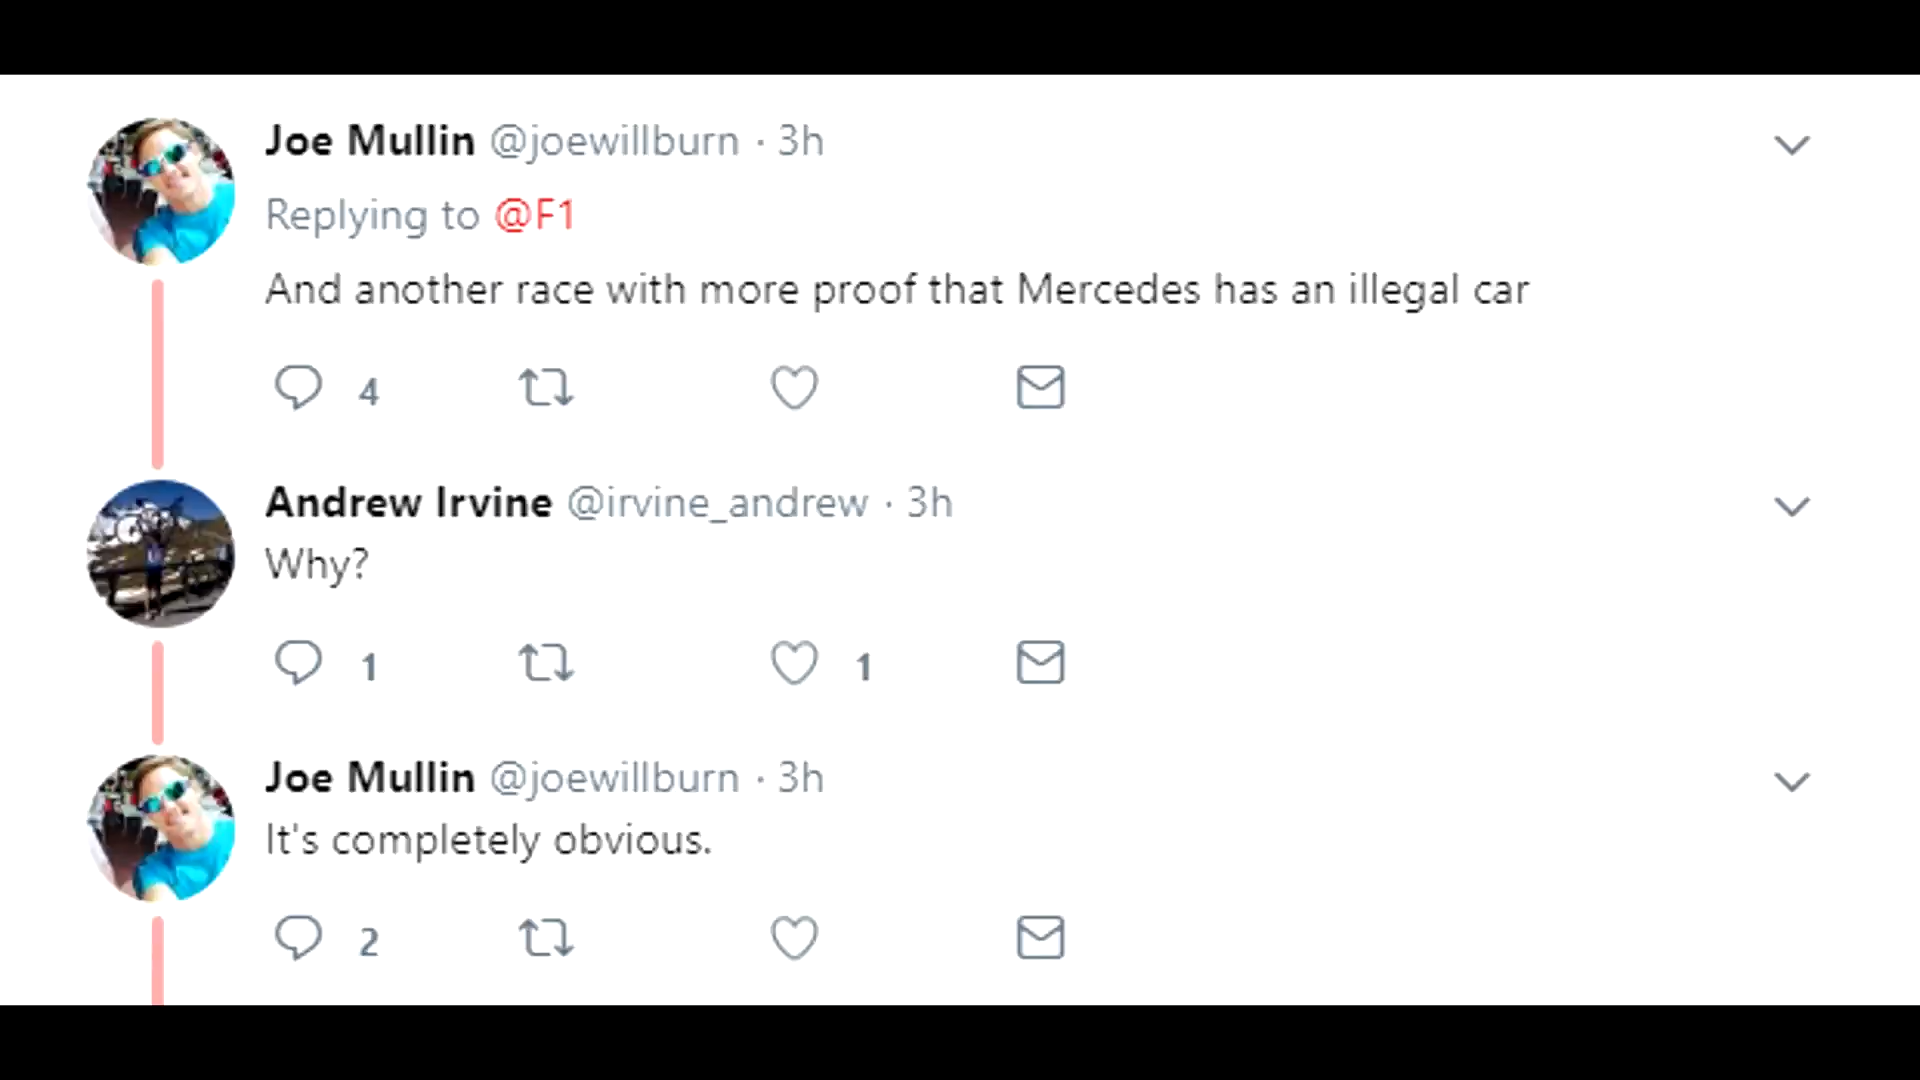 Joe Mullin @joewillburn · 3h
Replying to @F1
And another race with more proof that Mercedes has an illegal car
4
Andrew Irvine @irvine_andrew · 3h
Why?
1 1
Joe Mullin @joewillburn · 3h
It's completely obvious.
2